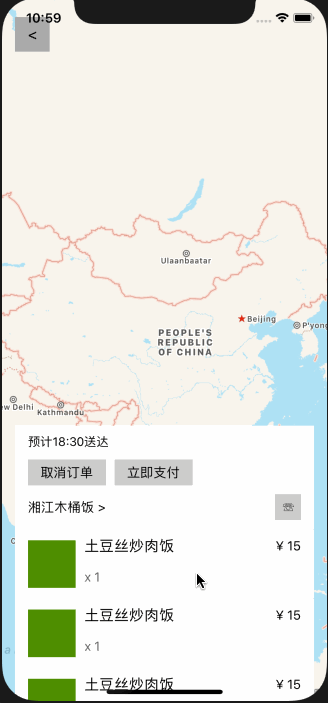 10:59
<
Ulaanbaatar
Beijing
P'yong
PEOPLE'S
REPUBLIC
OF CHINA
ew Delhi
Kathmandu
预计18:30送达
取消订单 立即支付
湘江木桶饭 >
土豆丝炒肉饭 ¥ 15
x 1
土豆丝炒肉饭 ¥ 15
x 1
土豆丝炒肉饭 ¥ 15